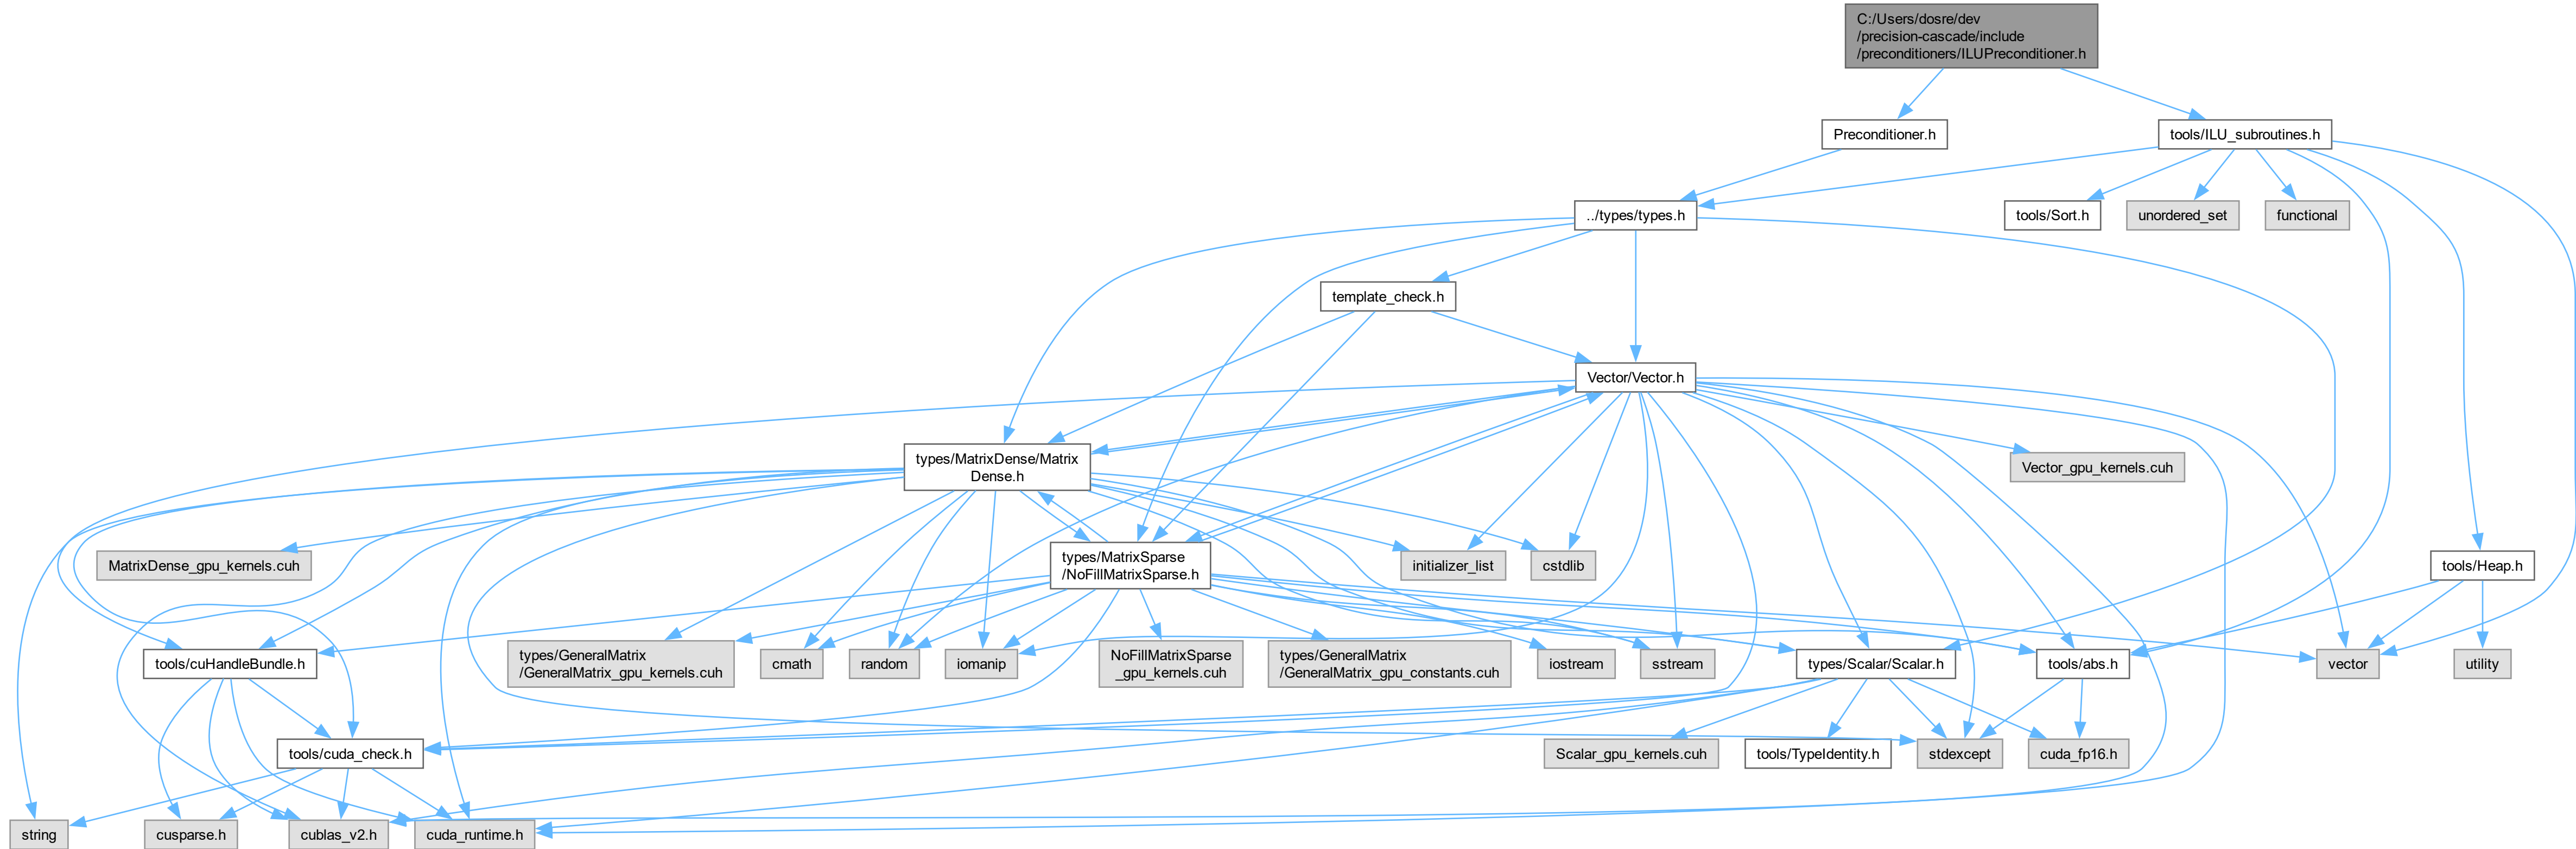 C:/Users/dosre/dev
/precision-cascade/include
/preconditioners/ILUPreconditioner.h
Preconditioner.h
tools/ILU_subroutines.h
../types/types.h
tools/Sort.h
unordered_set
functional
template_check.h
Vector/Vector.h
types/MatrixDense/Matrix
Dense.h
Vector_gpu_kernels.cuh
MatrixDense_gpu_kernels.cuh
types/MatrixSparse
/NoFillMatrixSparse.h
initializer_list
cstdlib
tools/Heap.h
tools/cuHandleBundle.h
types/GeneralMatrix
/GeneralMatrix_gpu_kernels.cuh
cmath
random
iomanip
NoFillMatrixSparse
_gpu_kernels.cuh
types/GeneralMatrix
/GeneralMatrix_gpu_constants.cuh
iostream
sstream
types/Scalar/Scalar.h
tools/abs.h
vector
utility
tools/cuda_check.h
Scalar_gpu_kernels.cuh
tools/TypeIdentity.h
stdexcept
cuda_fp16.h
string
cusparse.h
cublas_v2.h
cuda_runtime.h